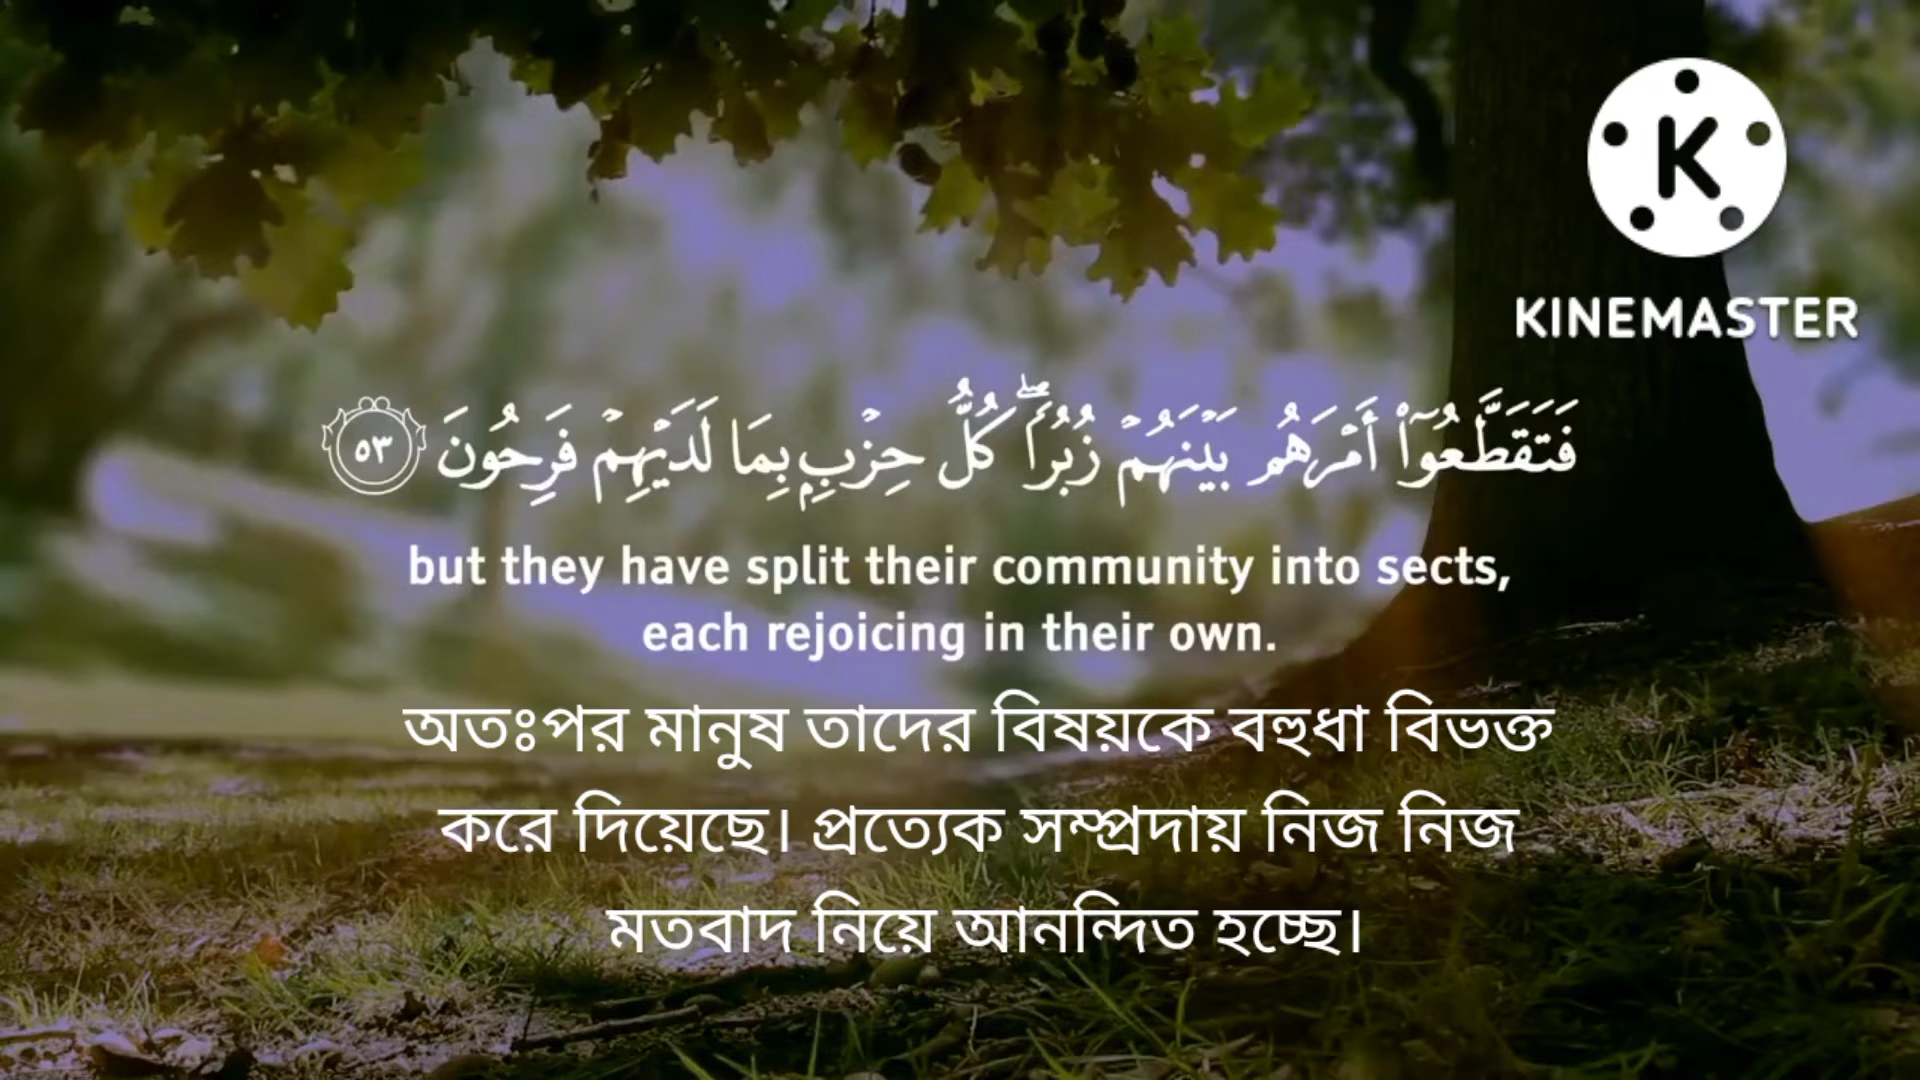 K
KINEMASTER
فَتَقَطَّعُوٓا۟ أَمْرَهُم بَيْنَهُمْ زُبُرًۭا ۖ كُلُّ حِزْبٍۭ بِمَا لَدَيْهِمْ فَرِحُونَ ٥٣
but they have split their community into sects,
each rejoicing in their own.
অতঃপর মানুষ তাদের বিষয়কে বহুধা বিভক্ত
করে দিয়েছে। প্রত্যেক সম্প্রদায় নিজ নিজ
মতবাদ নিয়ে আনন্দিত হচ্ছে।